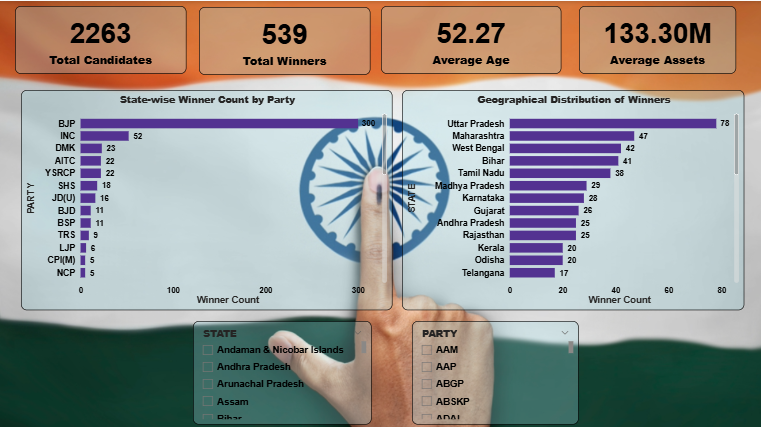 2263
Total Candidates
539
Total Winners
52.27
Average Age
133.30M
Average Assets
State-wise Winner Count by Party
PARTY
BJP 300
INC 52
DMK 23
AITC 22
YSRCP 22
SHS 18
JD(U) 16
BJD 11
BSP 11
TRS 9
LJP 6
CPI(M) 5
NCP 5
0 100 200 300
Winner Count
Geographical Distribution of Winners
STATE
Uttar Pradesh 78
Maharashtra 47
West Bengal 42
Bihar 41
Tamil Nadu 38
Madhya Pradesh 29
Karnataka 28
Gujarat 26
Andhra Pradesh 25
Rajasthan 25
Kerala 20
Odisha 20
Telangana 17
0 20 40 60 80
Winner Count
STATE
Andaman & Nicobar Islands
Andhra Pradesh
Arunachal Pradesh
Assam
Bihar
PARTY
AAM
AAP
ABGP
ABSKP
ADAL